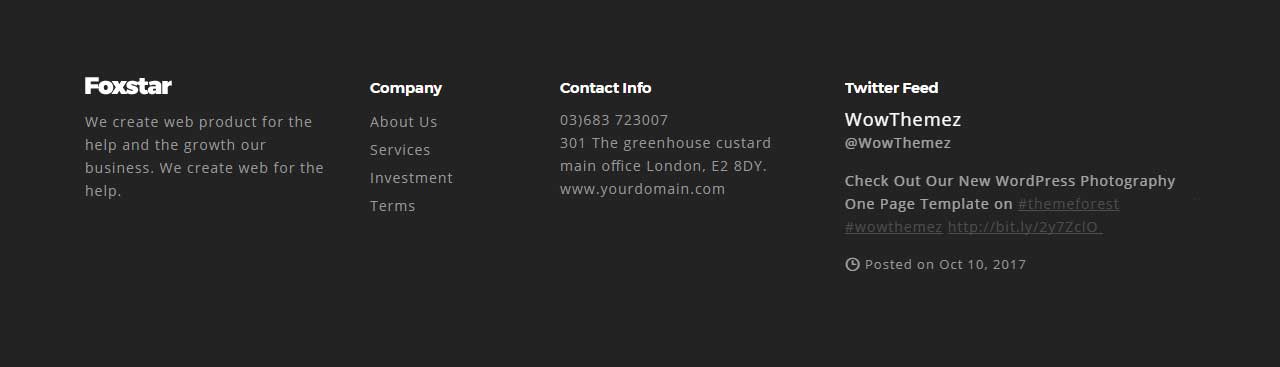 Foxstar
We create web product for the
help and the growth our
business. We create web for the
help.
Company
About Us
Services
Investment
Terms
Contact Info
03)683 723007
301 The greenhouse custard
main office London, E2 8DY.
www.yourdomain.com
Twitter Feed
WowThemez
@WowThemez
Check Out Our New WordPress Photography
One Page Template on #themeforest
#wowthemez http://bit.ly/2y7ZcIO
Posted on Oct 10, 2017